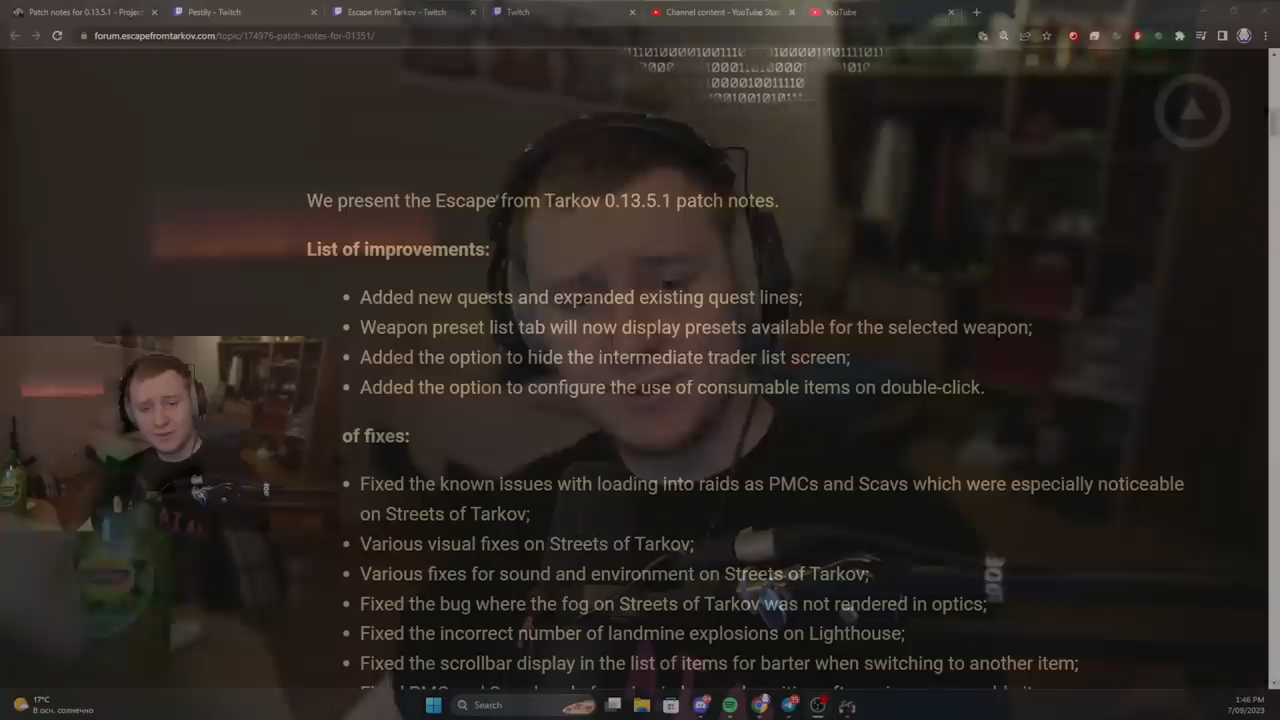 Patch notes for 0.13.5.1 - Projec
Pestily - Twitch
Escape from Tarkov - Twitch
Twitch
Channel content - YouTube Stu
YouTube
forum.escapefromtarkov.com/topic/174976-patch-notes-for-01351/
We present the Escape from Tarkov 0.13.5.1 patch notes.
List of improvements:
• Added new quests and expanded existing quest lines;
• Weapon preset list tab will now display presets available for the selected weapon;
• Added the option to hide the intermediate trader list screen;
• Added the option to configure the use of consumable items on double-click.
of fixes:
• Fixed the known issues with loading into raids as PMCs and Scavs which were especially noticeable
on Streets of Tarkov;
• Various visual fixes on Streets of Tarkov;
• Various fixes for sound and environment on Streets of Tarkov;
• Fixed the bug where the fog on Streets of Tarkov was not rendered in optics;
• Fixed the incorrect number of landmine explosions on Lighthouse;
• Fixed the scrollbar display in the list of items for barter when switching to another item;
17°C
В осн. солнечно
Search
1:46 PM
7/09/2023